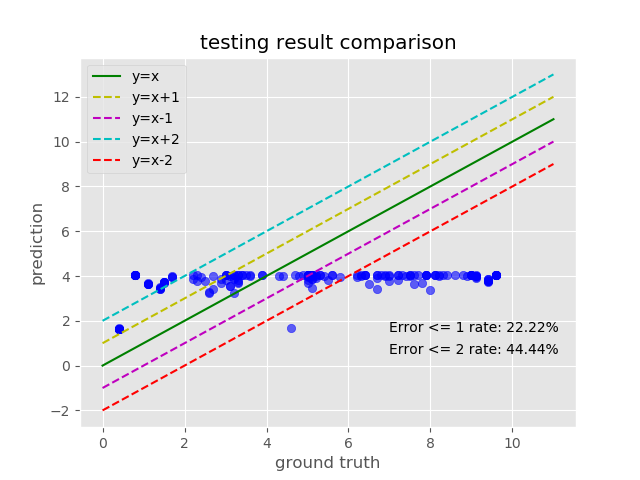 testing result comparison
y=x
y=x+1
y=x-1
y=x+2
y=x-2
12
10
8
6
4
2
0
−2
prediction
Error <= 1 rate: 22.22%
Error <= 2 rate: 44.44%
0 2 4 6 8 10
ground truth